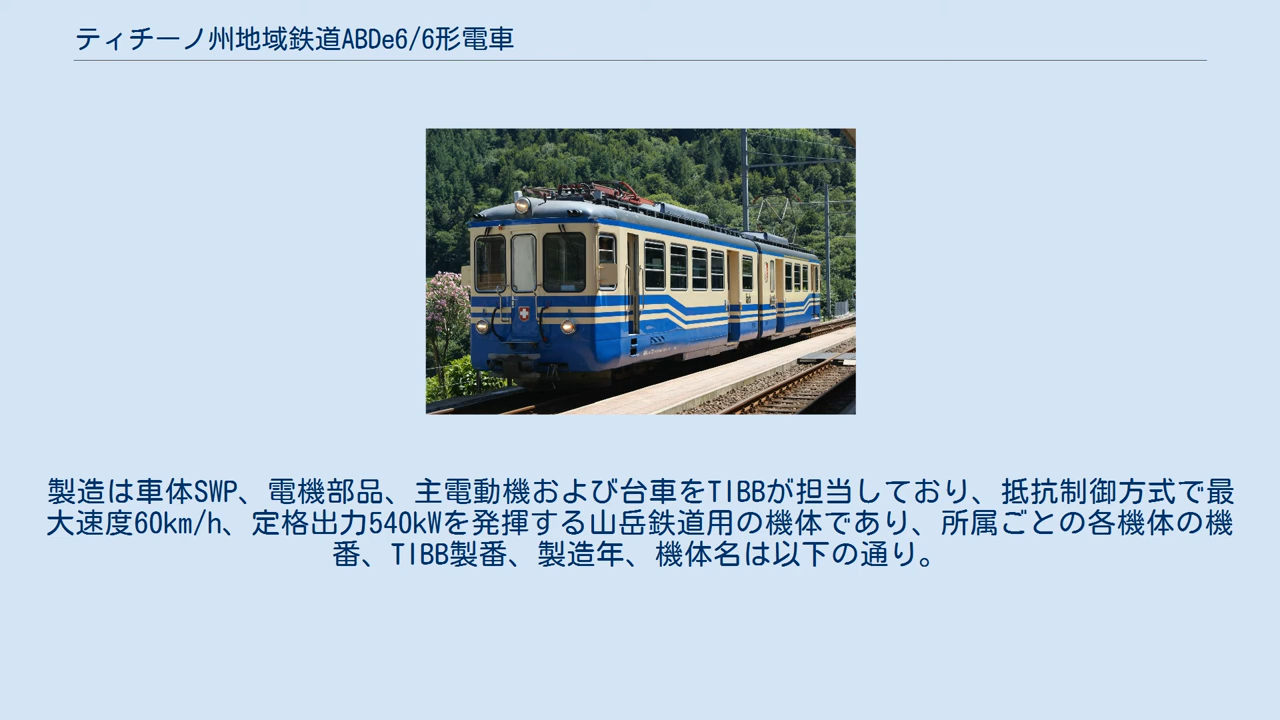 ティチーノ州地域鉄道ABDe6/6形電車
製造は車体SWP、電機部品、主電動機および台車をTIBBが担当しており、抵抗制御方式で最
大速度60km/h、定格出力540kWを発揮する山岳鉄道用の機体であり、所属ごとの各機体の機
番、TIBB製番、製造年、機体名は以下の通り。